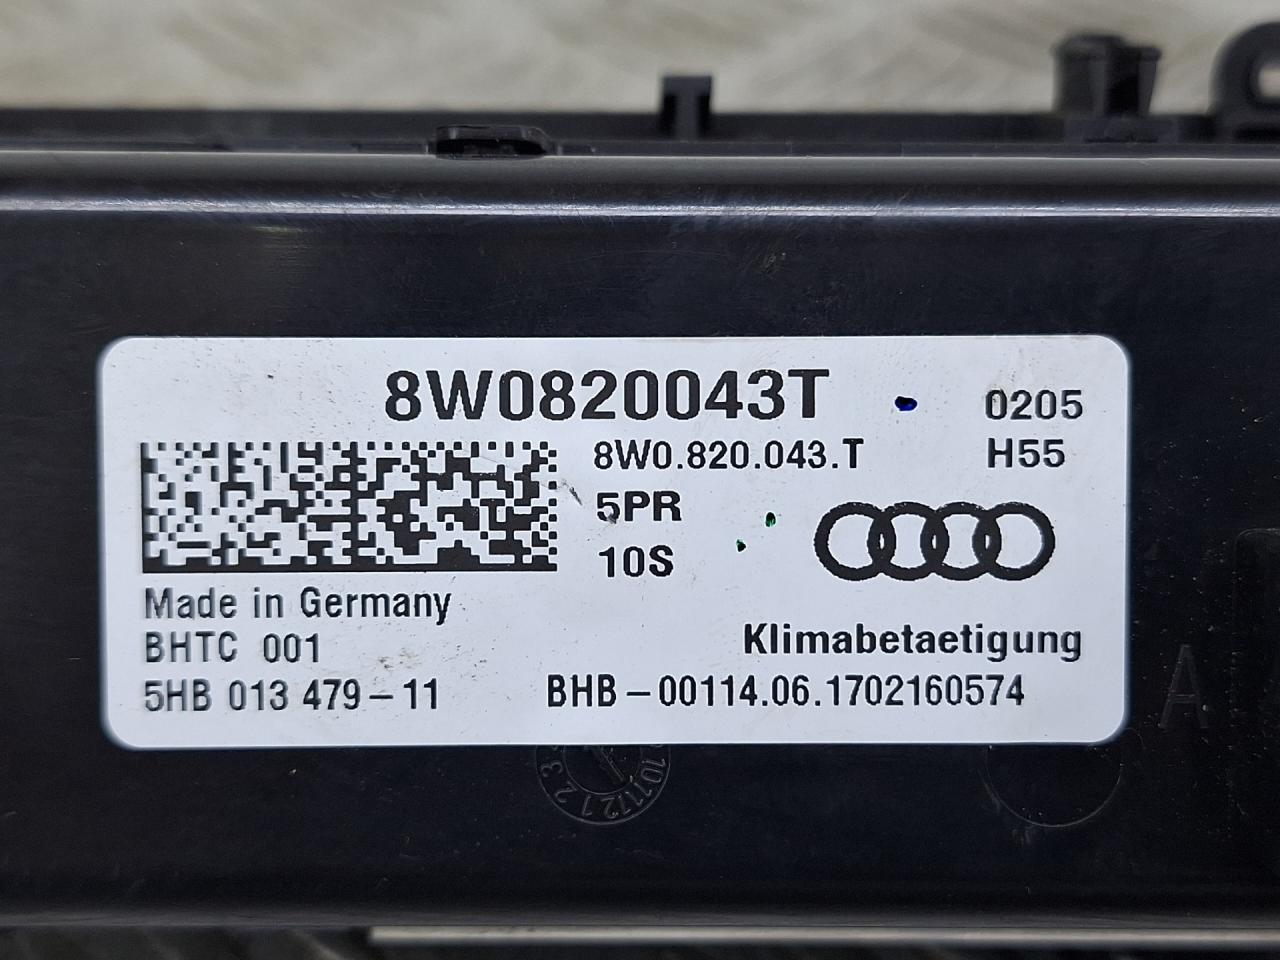 8W0820043T
0205
8W0.820.043.T
H55
5PR
10S
Made in Germany
BHTC 001
Klimabetaetigung
5HB 013 479-11
BHB-00114.06.1702160574
A